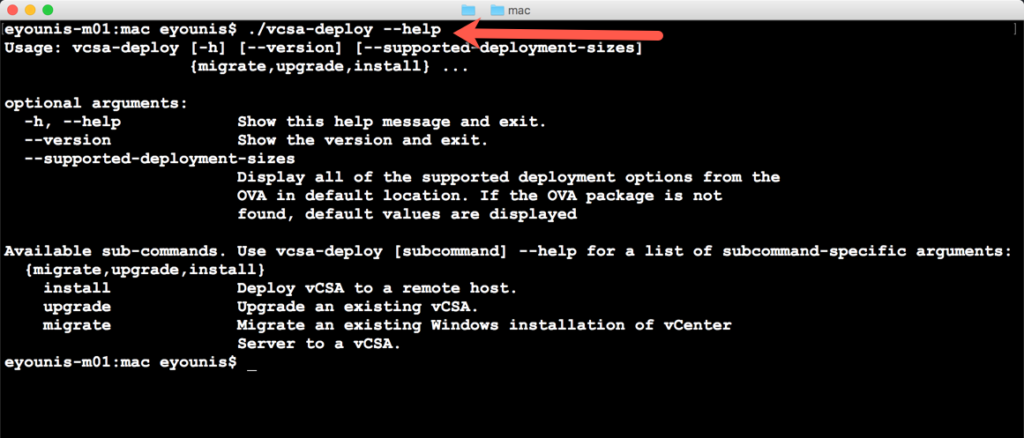 mac
[eyounis-m01:mac eyounis$ ./vcsa-deploy --help ]
Usage: vcsa-deploy [-h] [--version] [--supported-deployment-sizes]
{migrate,upgrade,install} ...
optional arguments:
-h, --help Show this help message and exit.
--version Show the version and exit.
--supported-deployment-sizes
Display all of the supported deployment options from the
OVA in default location. If the OVA package is not
found, default values are displayed
Available sub-commands. Use vcsa-deploy [subcommand] --help for a list of subcommand-specific arguments:
{migrate,upgrade,install}
install Deploy vCSA to a remote host.
upgrade Upgrade an existing vCSA.
migrate Migrate an existing Windows installation of vCenter
Server to a vCSA.
eyounis-m01:mac eyounis$ _